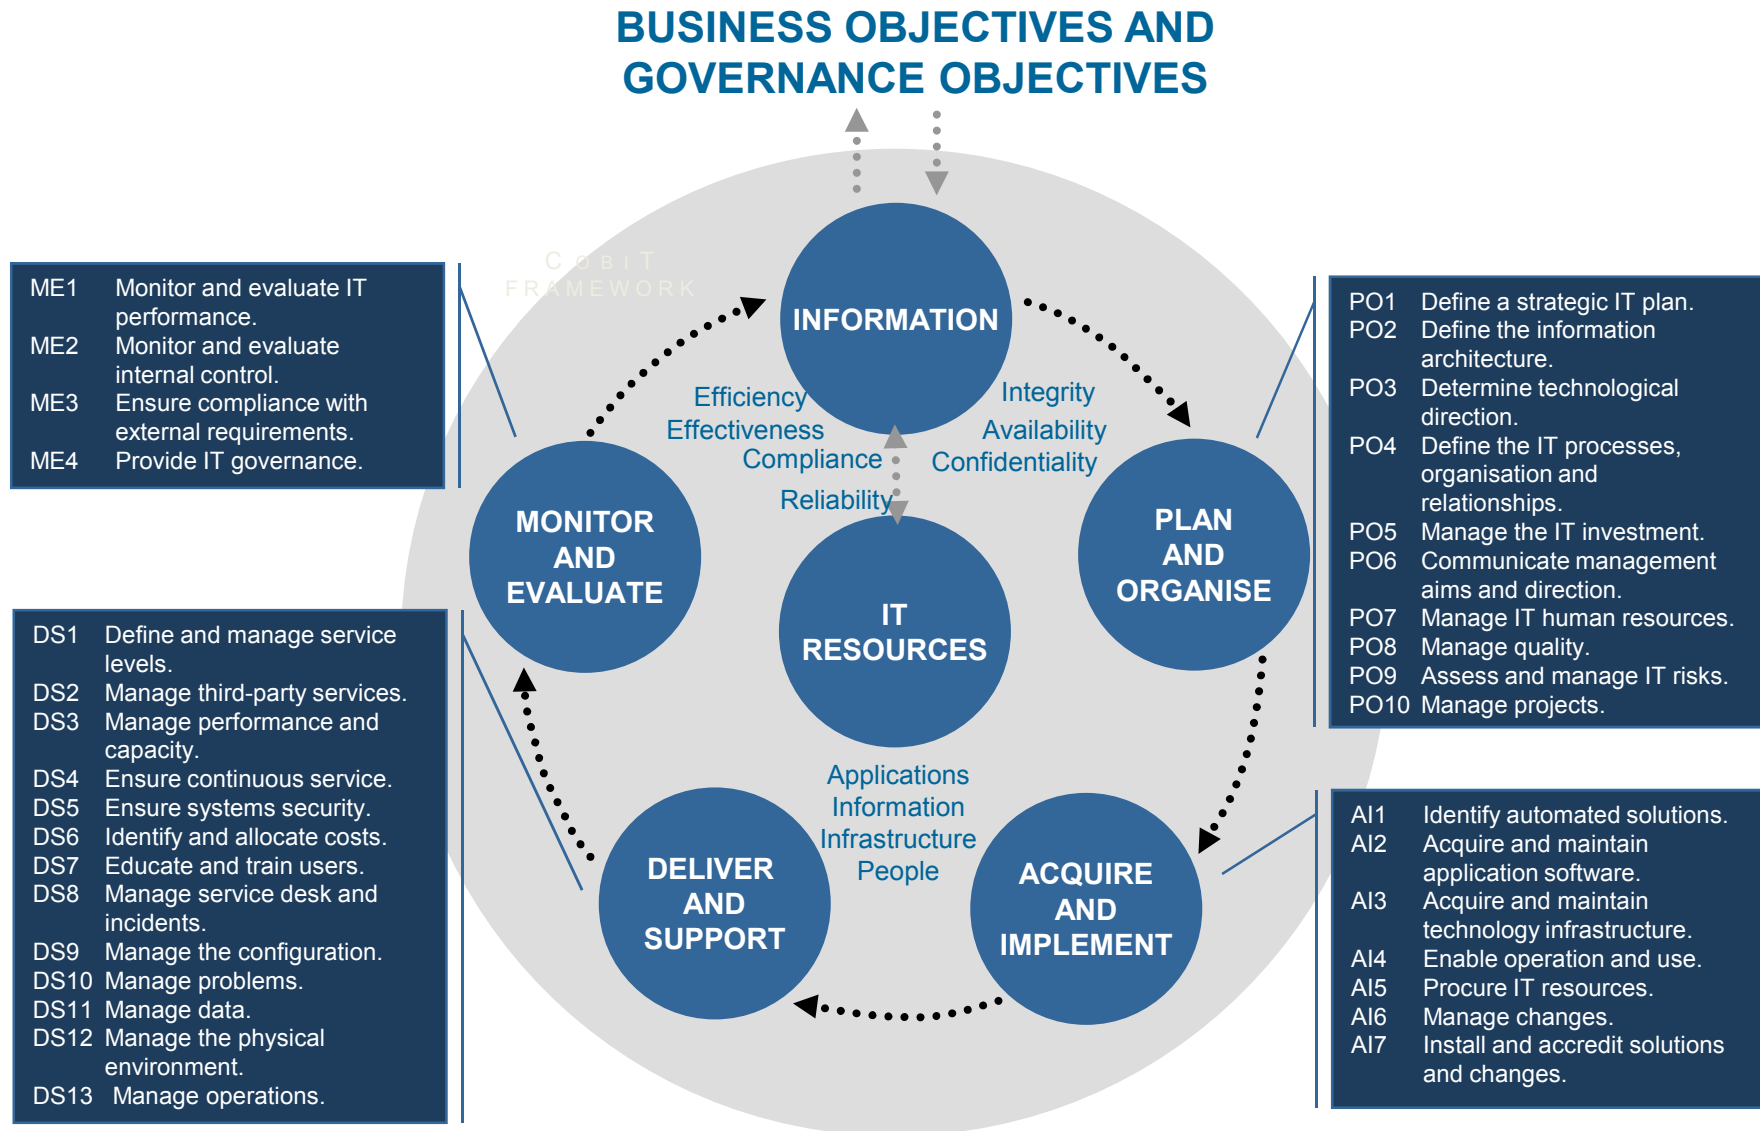 BUSINESS OBJECTIVES AND
GOVERNANCE OBJECTIVES
COBIT
FRAMEWORK
INFORMATION
Efficiency
Effectiveness
Compliance
Reliability
Integrity
Availability
Confidentiality
MONITOR
AND
EVALUATE
PLAN
AND
ORGANISE
IT
RESOURCES
Applications
Information
Infrastructure
People
DELIVER
AND
SUPPORT
ACQUIRE
AND
IMPLEMENT
ME1 Monitor and evaluate IT
performance.
ME2 Monitor and evaluate
internal control.
ME3 Ensure compliance with
external requirements.
ME4 Provide IT governance.
DS1 Define and manage service
levels.
DS2 Manage third-party services.
DS3 Manage performance and
capacity.
DS4 Ensure continuous service.
DS5 Ensure systems security.
DS6 Identify and allocate costs.
DS7 Educate and train users.
DS8 Manage service desk and
incidents.
DS9 Manage the configuration.
DS10 Manage problems.
DS11 Manage data.
DS12 Manage the physical
environment.
DS13 Manage operations.
PO1 Define a strategic IT plan.
PO2 Define the information
architecture.
PO3 Determine technological
direction.
PO4 Define the IT processes,
organisation and
relationships.
PO5 Manage the IT investment.
PO6 Communicate management
aims and direction.
PO7 Manage IT human resources.
PO8 Manage quality.
PO9 Assess and manage IT risks.
PO10 Manage projects.
AI1 Identify automated solutions.
AI2 Acquire and maintain
application software.
AI3 Acquire and maintain
technology infrastructure.
AI4 Enable operation and use.
AI5 Procure IT resources.
AI6 Manage changes.
AI7 Install and accredit solutions
and changes.